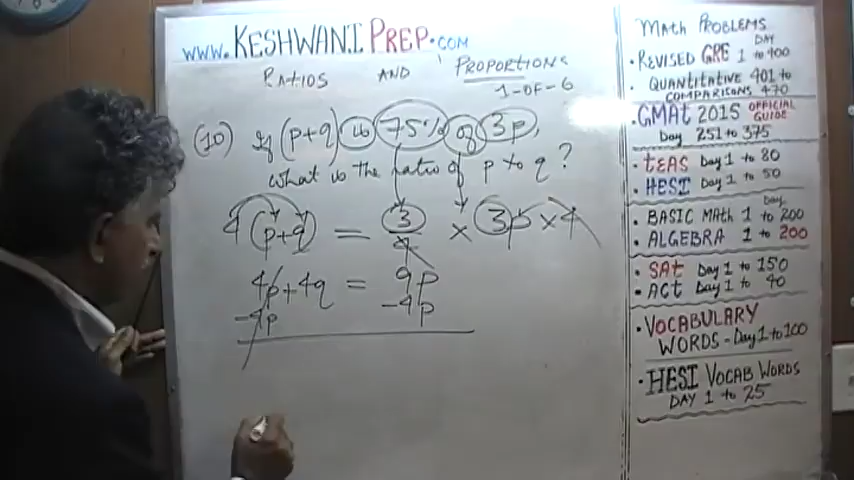 www.KESHWANIPREP.COM
RATIOS AND PROPORTIONS
1-OF-6
(10) If (p+q) is 75% of 3p,
What is the ratio of p to q?
4(p+q) = 3/4 × 3p × 4
4p+4q = 9p
-4p -4p
MATH PROBLEMS
DAY
• REVISED GRE 1 to 400
• QUANTITATIVE 401 to
COMPARISONS 470
• GMAt 2015 OFFICIAL GUIDE
Day 251 to 375
• tEAS Day 1 to 80
• HESI Day 1 to 50
Day
• BASIC MAth 1 to 200
• ALGEBRA 1 to 200
• SAt Day 1 to 150
• ACt Day 1 to 40
• VOCABULARY
WORDS - Day 1 to 100
• HESI VOCAB WORDS
DAY 1 to 25